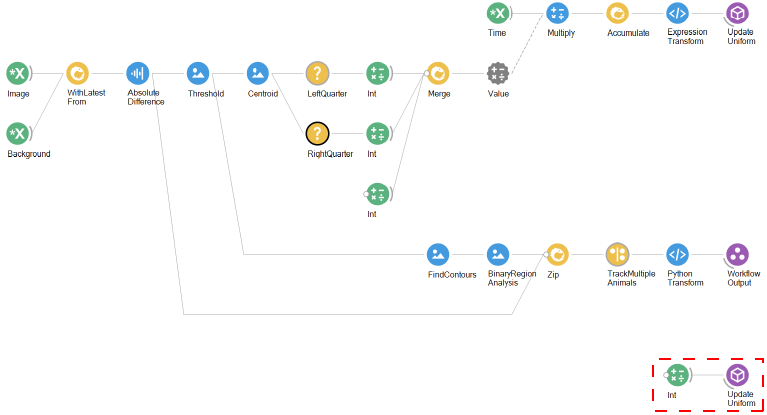 Time
Multiply
Accumulate
Expression
Transform
Update
Uniform
Image
WithLatest
From
Absolute
Difference
Threshold
Centroid
LeftQuarter
Int
Merge
Value
Background
RightQuarter
Int
Int
FindContours
BinaryRegion
Analysis
Zip
TrackMultiple
Animals
Python
Transform
Workflow
Output
Int
Update
Uniform